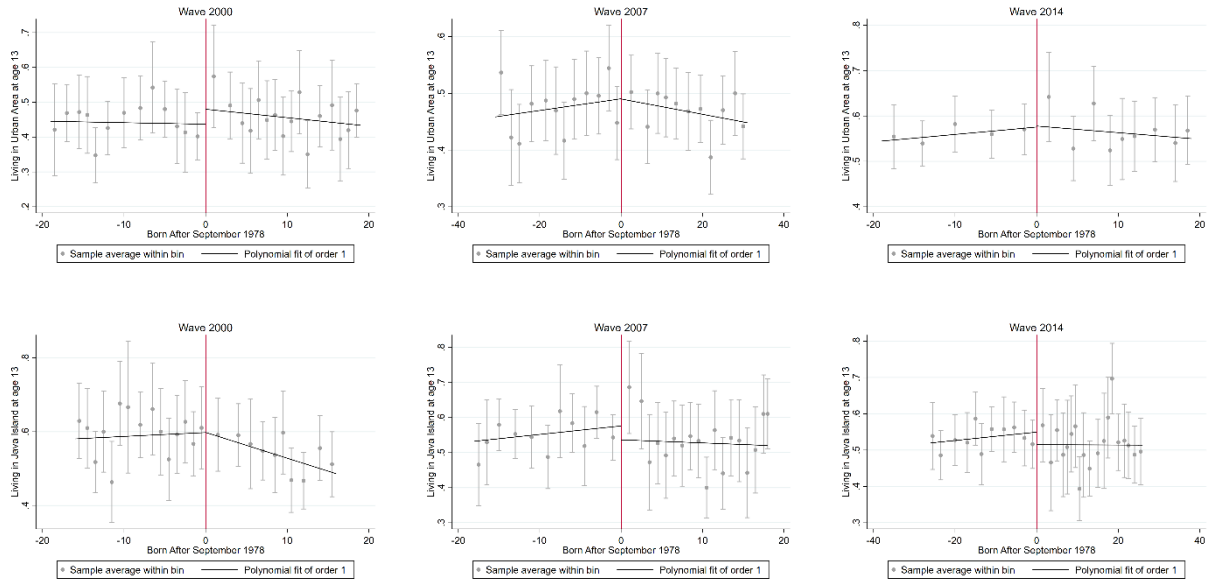 Wave 2000
Living in Urban Area at age 13
.2 .3 .4 .5 .6 .7
-20 -10 0 10 20
Born After September 1978
Sample average within bin Polynomial fit of order 1
Wave 2007
Living in Urban Area at age 13
.3 .4 .5 .6
-40 -20 0 20 40
Born After September 1978
Sample average within bin Polynomial fit of order 1
Wave 2014
Living in Urban Area at age 13
.4 .5 .6 .7 .8
-40 -30 -20 -10 0 10 20
Born After September 1978
Sample average within bin Polynomial fit of order 1
Wave 2000
Living in Java Island at age 13
.4 .6 .8
-20 -10 0 10 20
Born After September 1978
Sample average within bin Polynomial fit of order 1
Wave 2007
Living in Java Island at age 13
.3 .4 .5 .6 .7 .8
-20 -10 0 10 20
Born After September 1978
Sample average within bin Polynomial fit of order 1
Wave 2014
Living in Java Island at age 13
.3 .4 .5 .6 .7 .8
-40 -20 0 20 40
Born After September 1978
Sample average within bin Polynomial fit of order 1